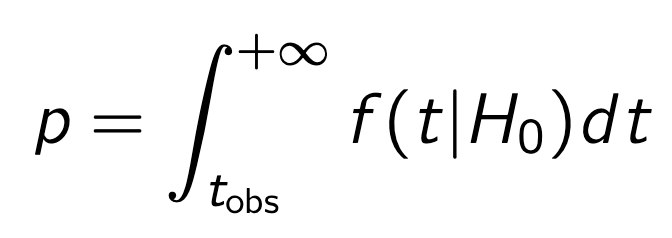 p = ∫_{t_obs}^{+∞} f(t|H_0)dt